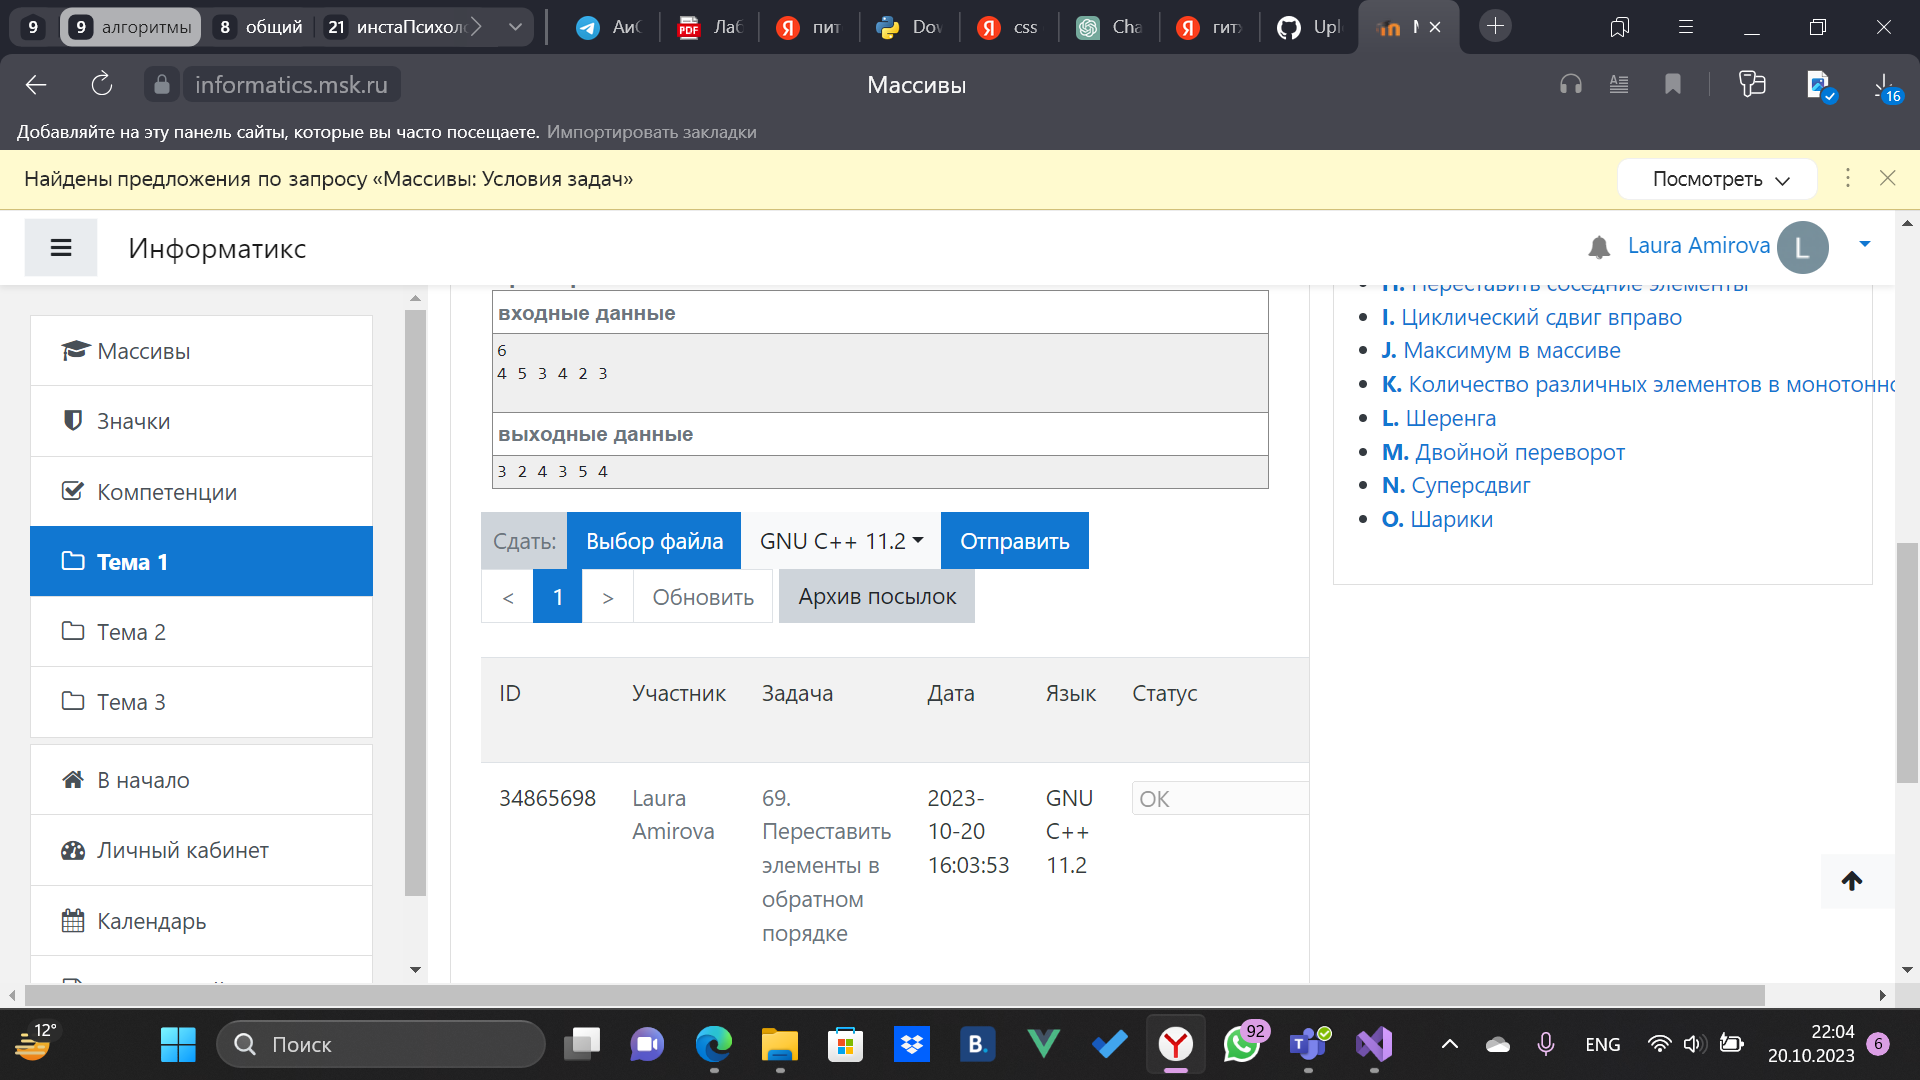 9
9 алгоритмы
8 общий
21 инстаПсихол
Лаб
пит
Dov
css
Cha
Upl
informatics.msk.ru
Массивы
16
Добавляйте на эту панель сайты, которые вы часто посещаете. Импортировать закладки
Найдены предложения по запросу «Массивы: Условия задач»
Посмотреть
Информатикс
Laura Amirova
L
Массивы
Значки
Компетенции
Тема 1
Тема 2
Тема 3
В начало
Личный кабинет
Календарь
входные данные
6
4 5 3 4 2 3
выходные данные
3 2 4 3 5 4
Сдать: Выбор файла GNU C++ 11.2 Отправить
< 1 > Обновить Архив посылок
ID Участник Задача Дата Язык Статус
34865698
Laura
Amirova
69.
Переставить
элементы в
обратном
порядке
2023-
10-20
16:03:53
GNU
C++
11.2
OK
H. Переставить соседние элементы
I. Циклический сдвиг вправо
J. Максимум в массиве
K. Количество различных элементов в монотонно
L. Шеренга
M. Двойной переворот
N. Суперсдвиг
O. Шарики
12°
Поиск
B.
92
ENG
22:04
20.10.2023
6